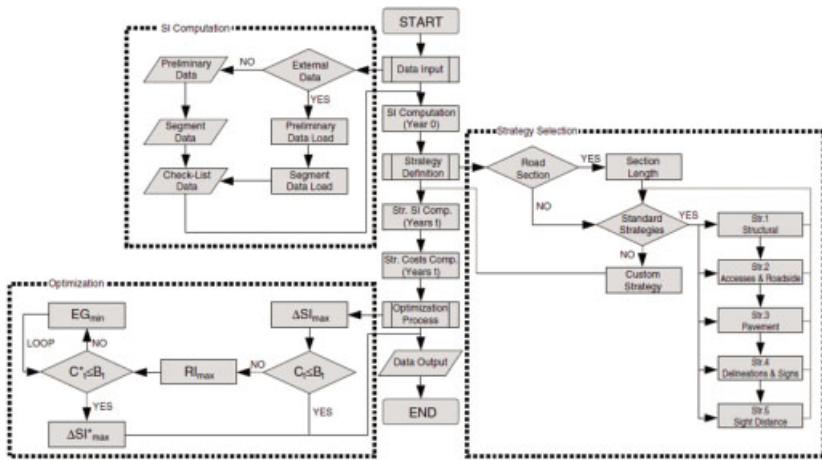 START
SI Computation
Preliminary
Data
NO
External
Data
Data Input
YES
SI Computation
(Year 0)
Preliminary
Data Load
Segment
Data
Strategy Selection
Check-List
Data
Segment
Data Load
Strategy
Definition
Road
Section
YES
Section
Length
NO
Str. SI Comp.
(Years t)
Standard
Strategies
YES
Str.1
Structural
NO
Str. Costs Comp.
(Years t)
Custom
Strategy
Str.2
Accesses & Roadside
Optimization
EGmin
ΔSImax
Optimization
Process
Str.3
Pavement
LOOP
NO
C*t≤Bt
RImax
NO
Ct≤Bt
Data Output
Str.4
Delineations & Signs
YES
YES
ΔSI*max
END
Str.5
Sight Distance